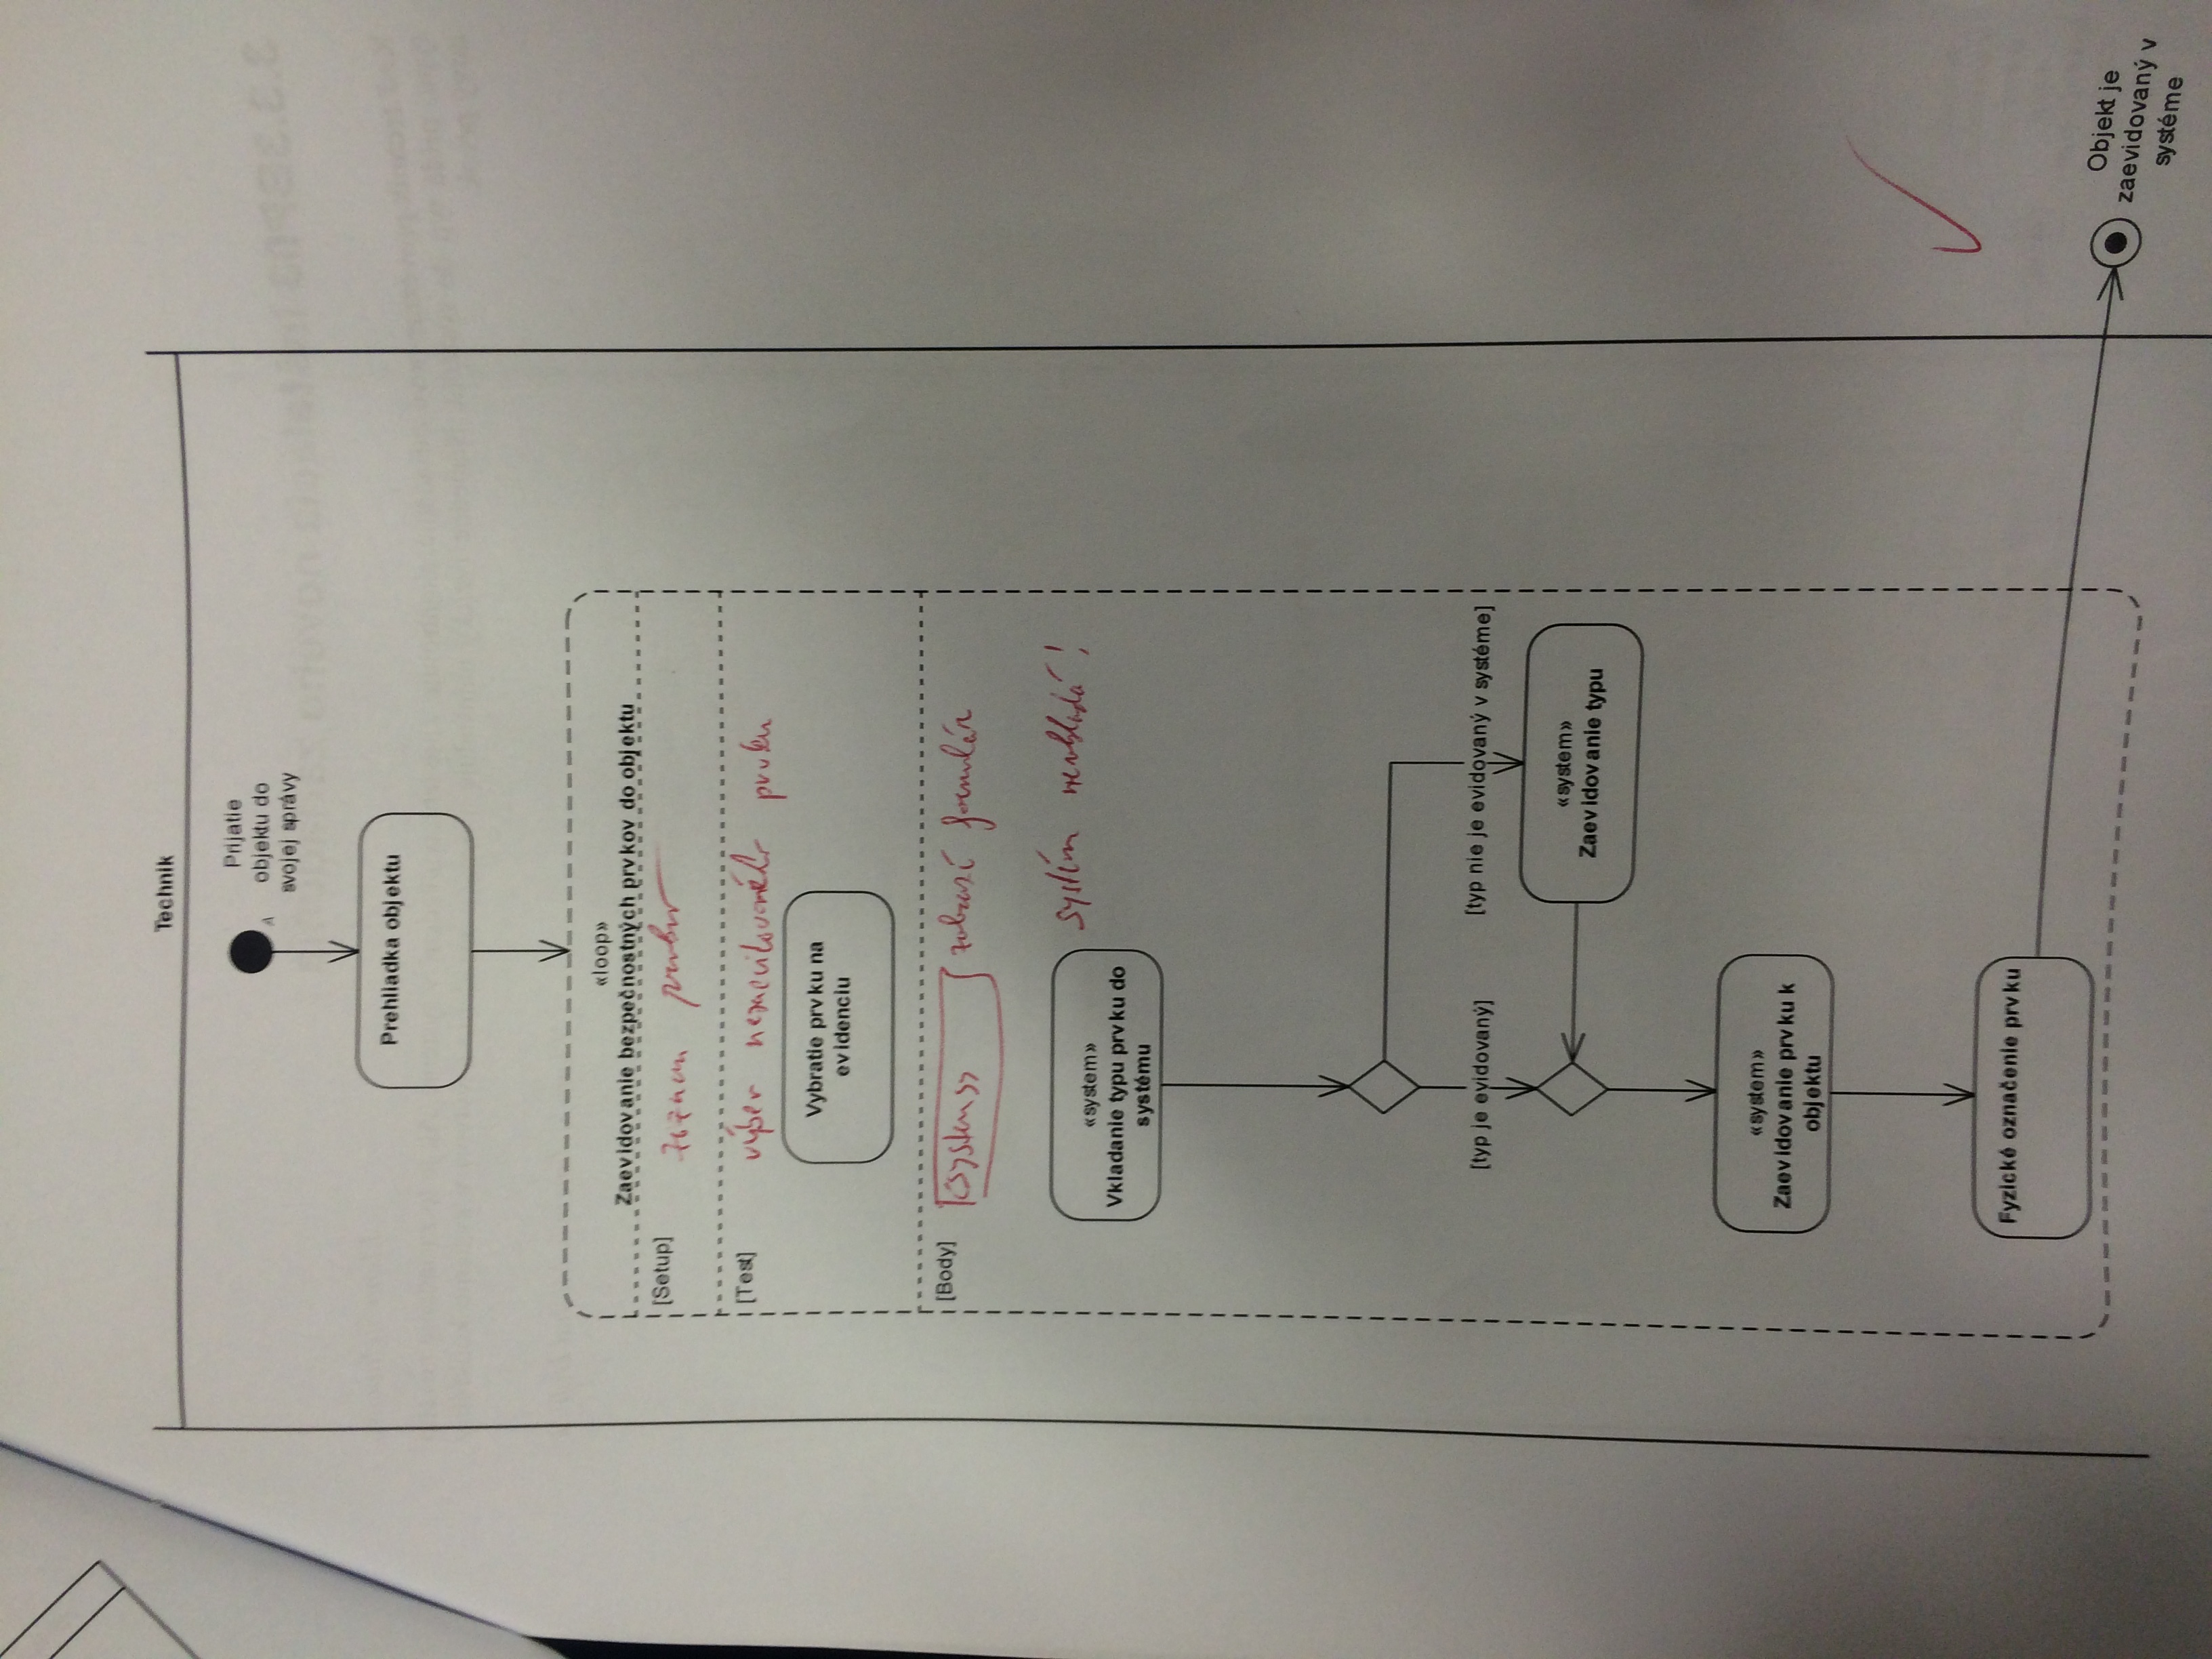 Technik
Prijatie
objektu do
svojej správy
A
Prehliadka objektu
«loop»
Zaevidovanie bezpečnostných prvkov do objektu
[Setup]
zoznam prvkov
[Test]
výber nezaevidovaného prvku
Vybratie prvku na
evidenciu
[Body]
«system» zobrazí formulár
systém nevkladá!
«system»
Vkladanie typu prvku do
systému
[typ je evidovaný]
[typ nie je evidovaný v systéme]
«system»
Zaevidovanie typu
«system»
Zaevidovanie prvku k
objektu
Fyzické označenie prvku
Objekt je
zaevidovaný v
systéme